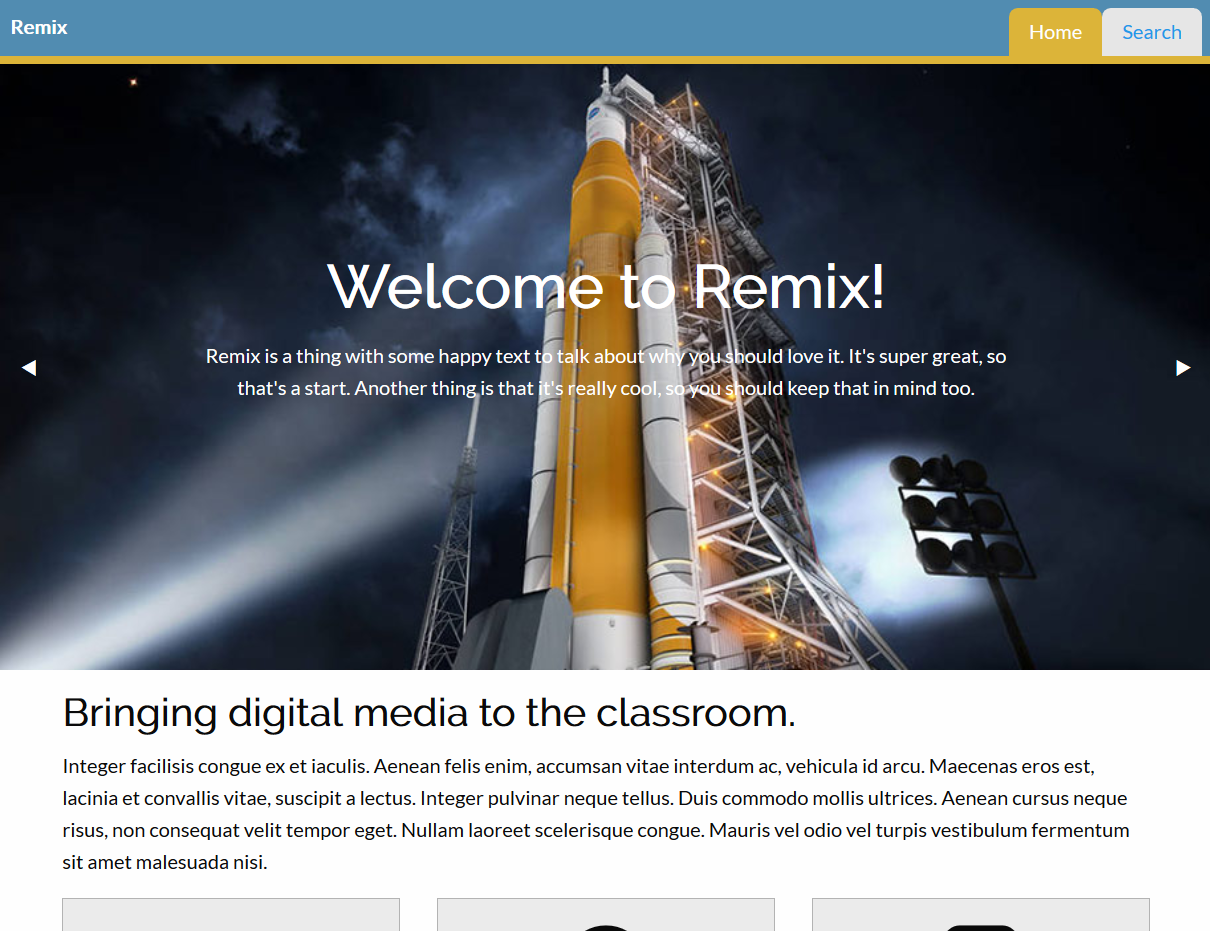 Remix
Home
Search
Welcome to Remix!
Remix is a thing with some happy text to talk about why you should love it. It's super great, so
that's a start. Another thing is that it's really cool, so you should keep that in mind too.
Bringing digital media to the classroom.
Integer facilisis congue ex et iaculis. Aenean felis enim, accumsan vitae interdum ac, vehicula id arcu. Maecenas eros est,
lacinia et convallis vitae, suscipit a lectus. Integer pulvinar neque tellus. Duis commodo mollis ultrices. Aenean cursus neque
risus, non consequat velit tempor eget. Nullam laoreet scelerisque congue. Mauris vel odio vel turpis vestibulum fermentum
sit amet malesuada nisi.